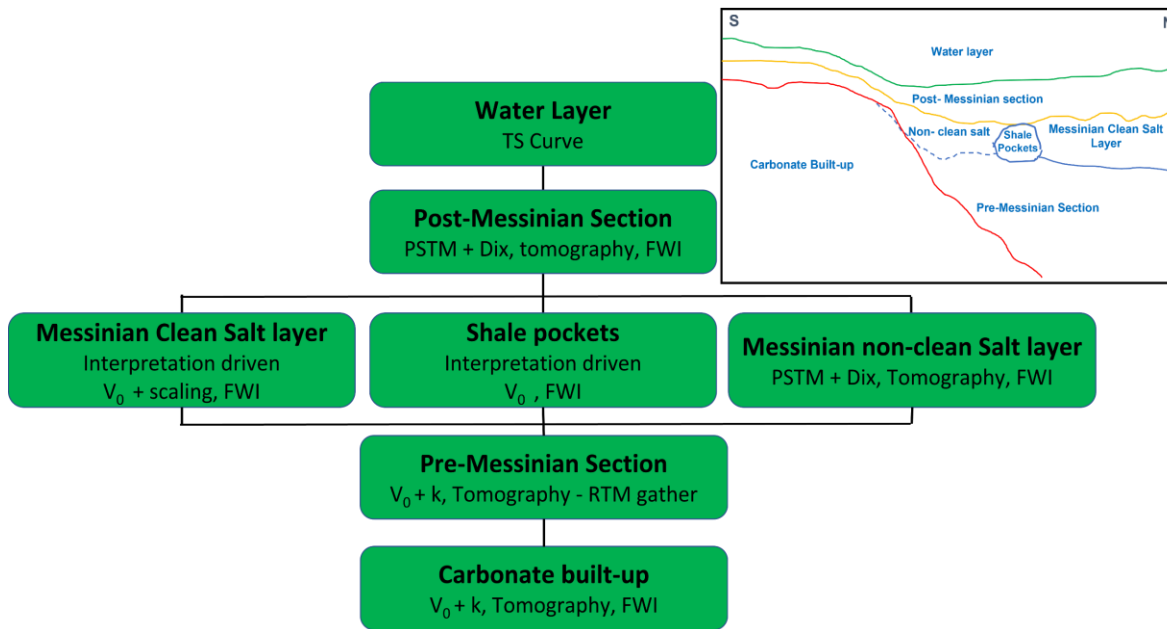 S
N
Water layer
Post- Messinian section
Non- clean salt
Shale
Pockets
Messinian Clean Salt
Layer
Carbonate Built-up
Pre-Messinian Section
Water Layer
TS Curve
Post-Messinian Section
PSTM + Dix, tomography, FWI
Messinian Clean Salt layer
Interpretation driven
V₀ + scaling, FWI
Shale pockets
Interpretation driven
V₀ , FWI
Messinian non-clean Salt layer
PSTM + Dix, Tomography, FWI
Pre-Messinian Section
V₀ + k, Tomography - RTM gather
Carbonate built-up
V₀ + k, Tomography, FWI